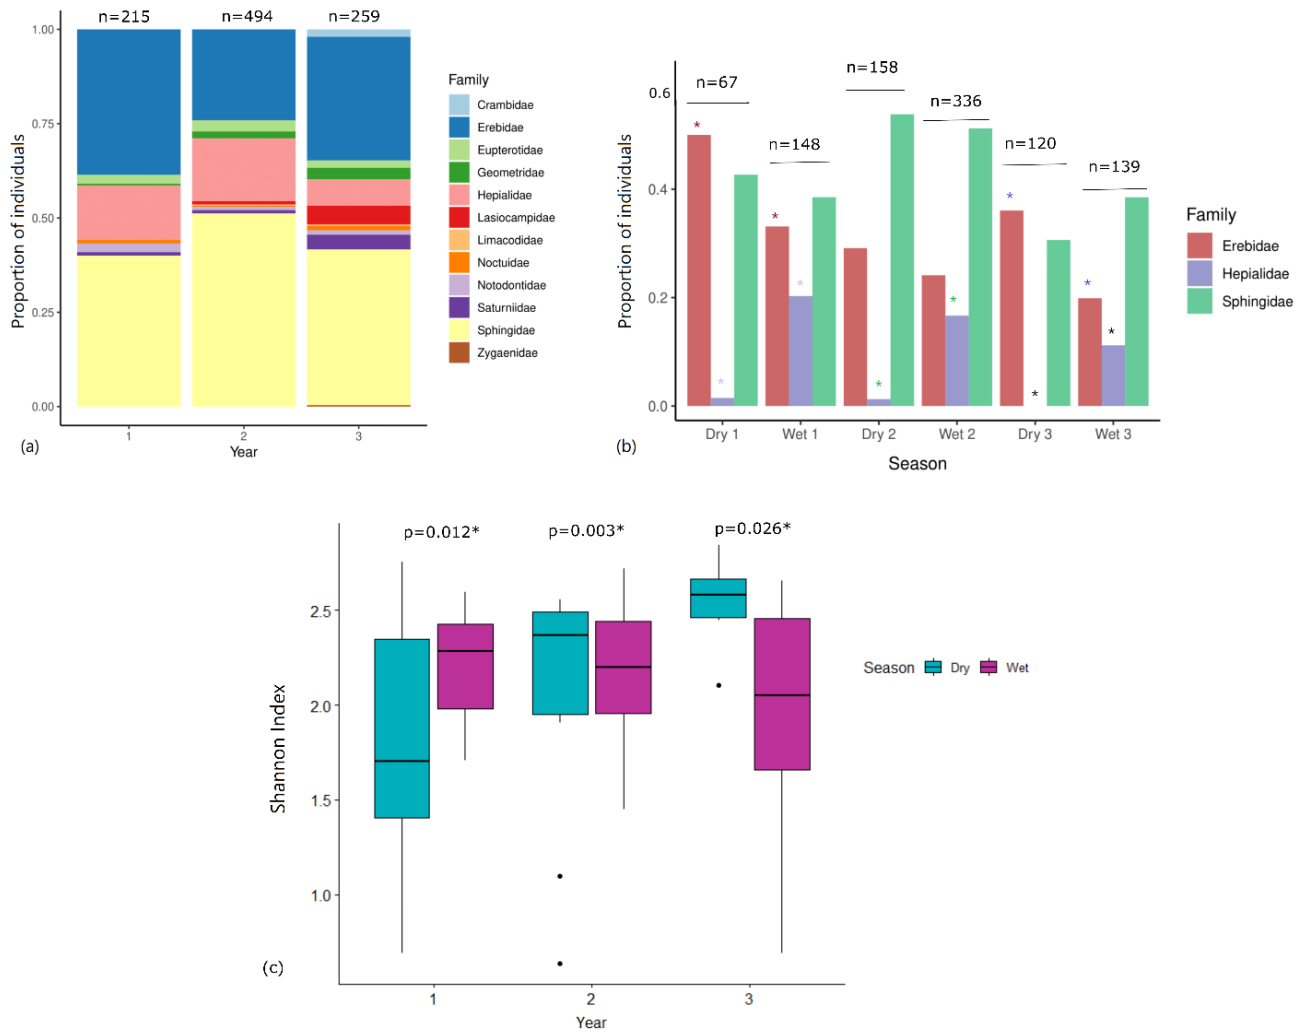 n=215
n=494
n=259
1.00
0.75
0.50
0.25
0.00
Proportion of individuals
1
2
3
Year
(a)
Family
Crambidae
Erebidae
Eupterotidae
Geometridae
Hepialidae
Lasiocampidae
Limacodidae
Noctuidae
Notodontidae
Saturniidae
Sphingidae
Zygaenidae
n=67
n=148
n=158
n=336
n=120
n=139
*
*
*
*
*
*
*
*
*
*
0.6
0.4
0.2
0.0
Proportion of individuals
Dry 1
Wet 1
Dry 2
Wet 2
Dry 3
Wet 3
Season
(b)
Family
Erebidae
Hepialidae
Sphingidae
p=0.012*
p=0.003*
p=0.026*
2.5
2.0
1.5
1.0
Shannon Index
1
2
3
Year
(c)
Season
Dry
Wet